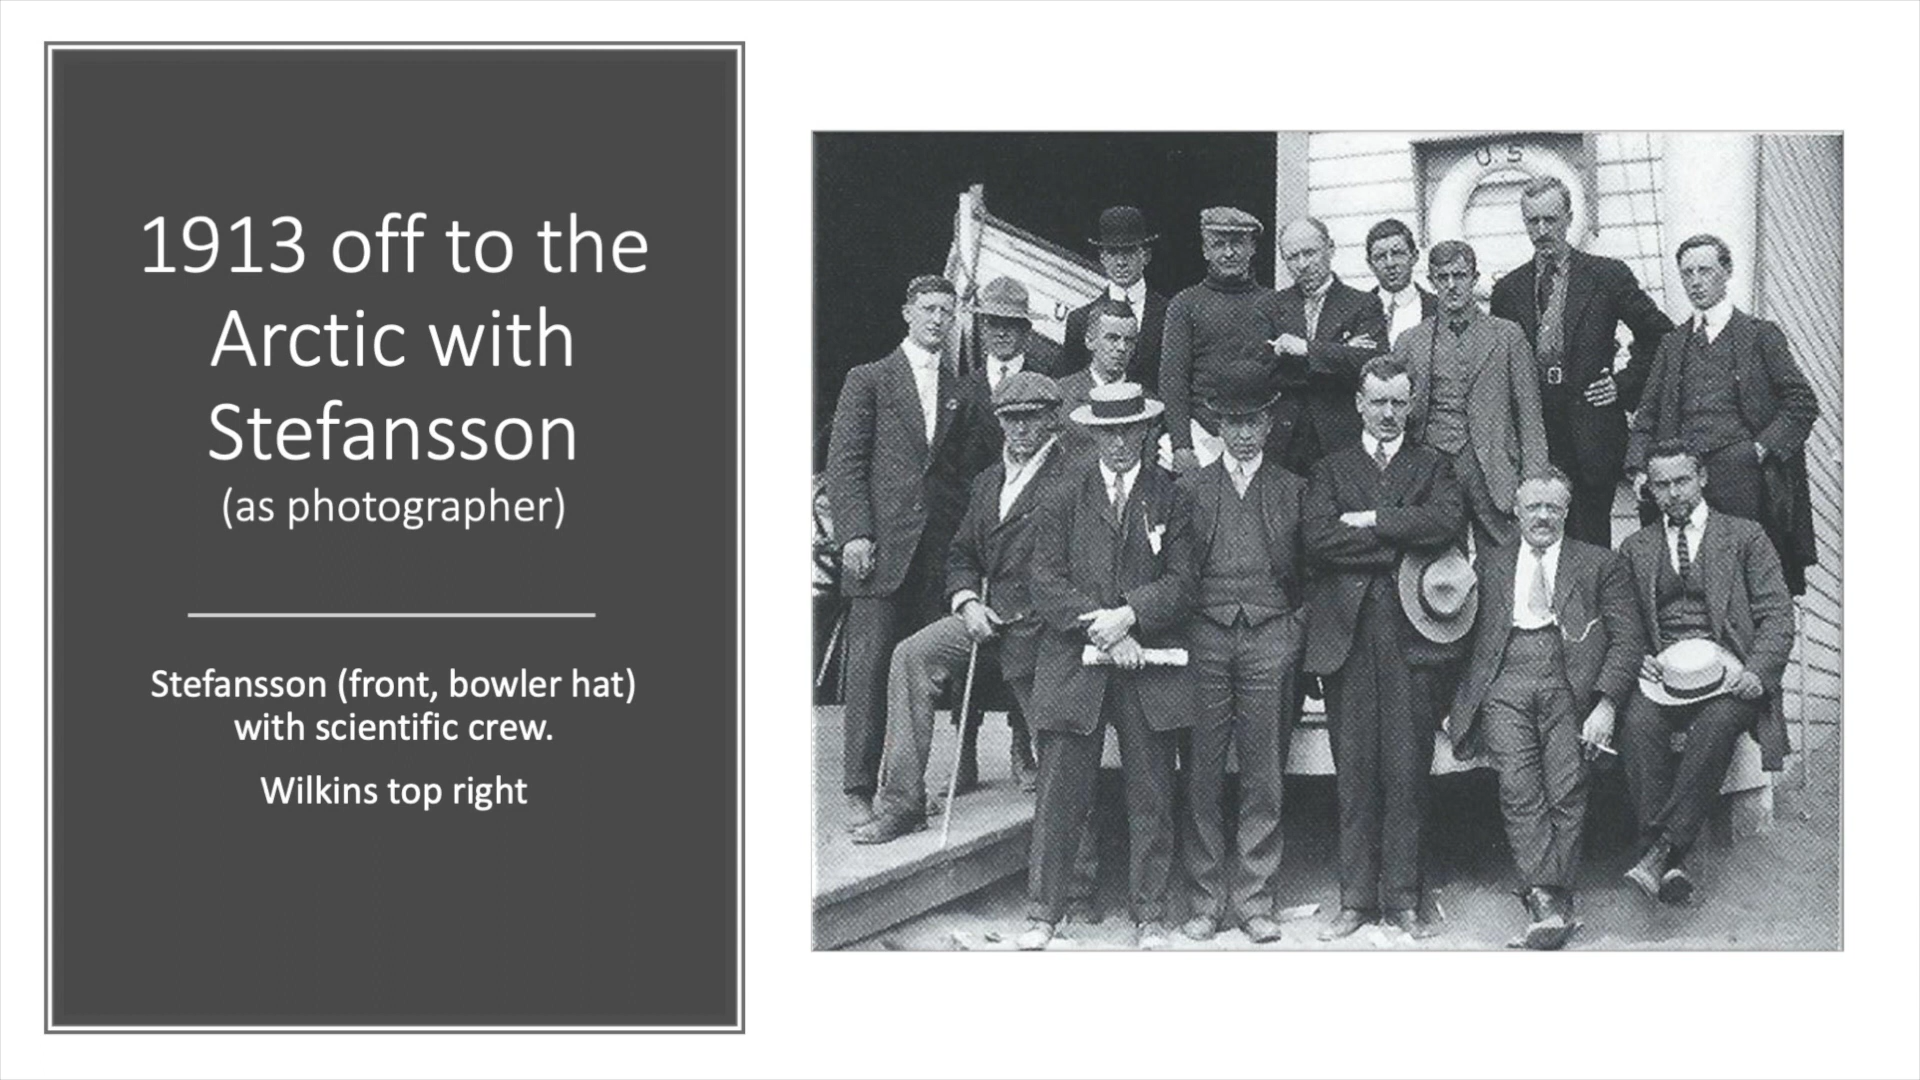 1913 off to the
Arctic with
Stefansson
(as photographer)
Stefansson (front, bowler hat)
with scientific crew.
Wilkins top right
U S
U